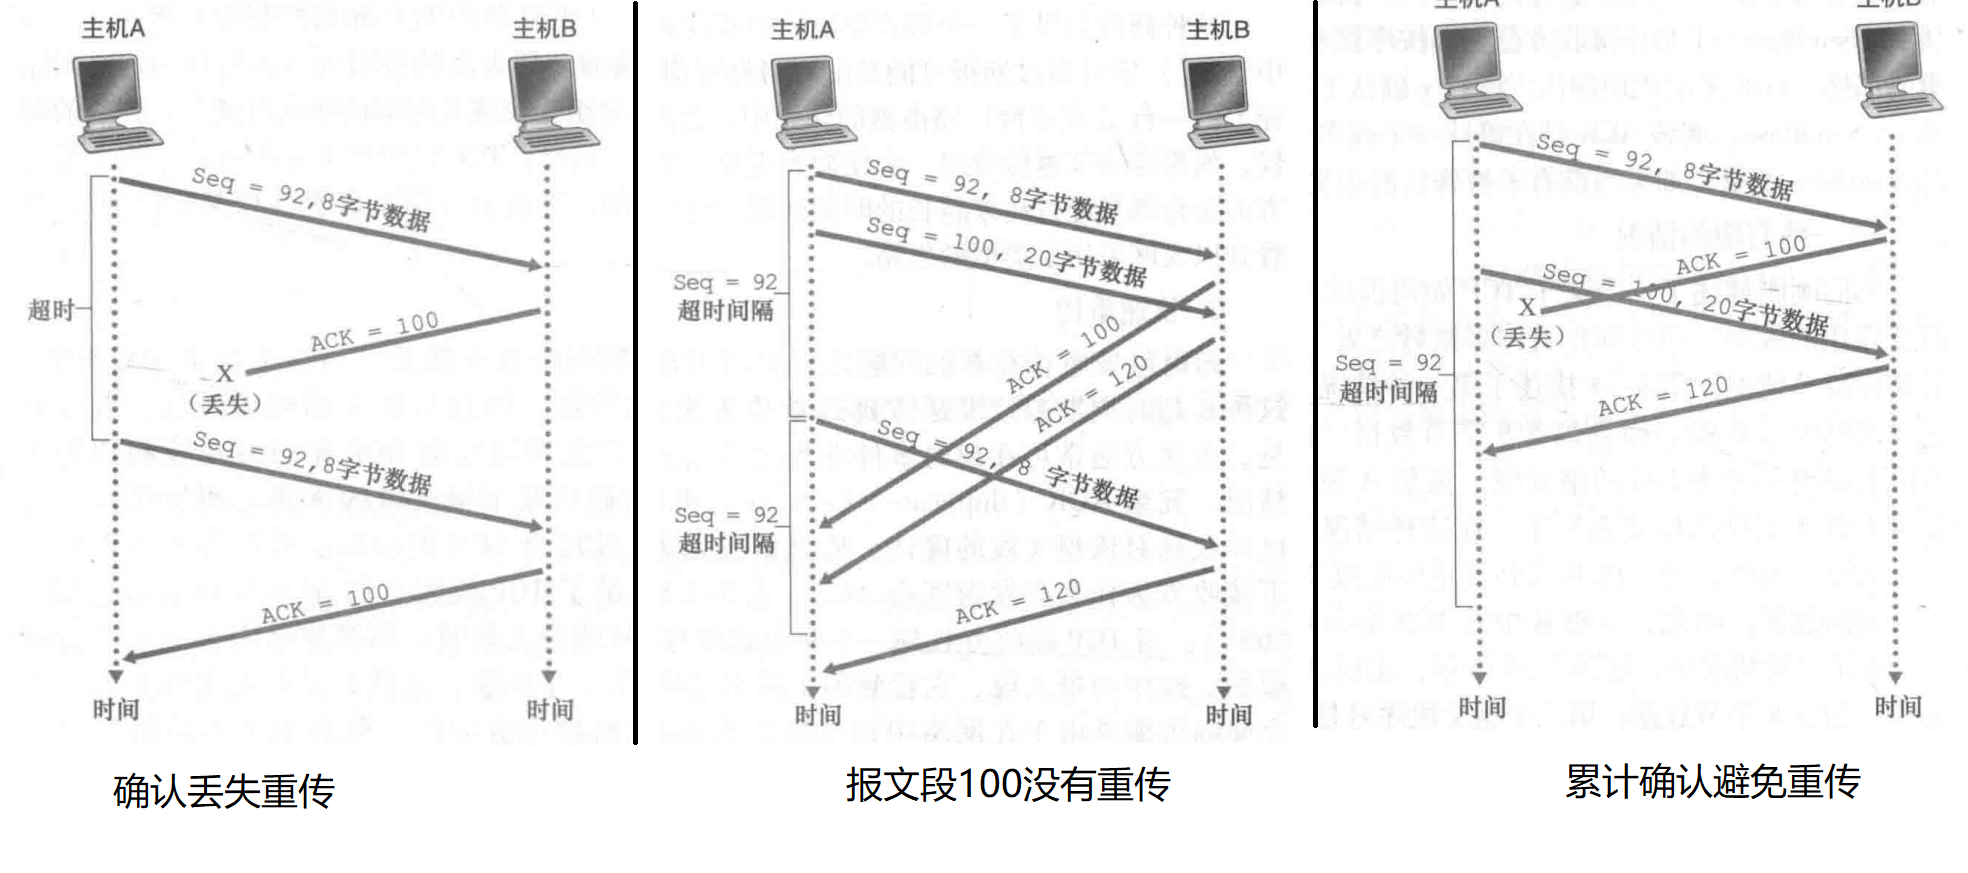 主机A
主机B
Seq = 92,8字节数据
超时
ACK = 100
X
(丢失)
Seq = 92,8字节数据
ACK = 100
时间
时间
确认丢失重传
主机A
主机B
Seq = 92, 8字节数据
Seq = 100, 20字节数据
Seq = 92
超时间隔
ACK = 100
ACK = 120
Seq = 92, 8 字节数据
Seq = 92
超时间隔
ACK = 120
时间
时间
报文段100没有重传
主机A
主机B
Seq = 92, 8字节数据
ACK = 100
Seq = 100, 20字节数据
X
(丢失)
Seq = 92
超时间隔
ACK = 120
时间
时间
累计确认避免重传